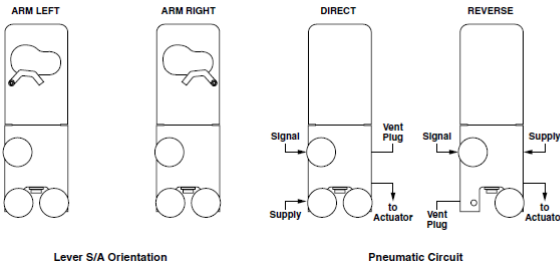 ARM LEFT
ARM RIGHT
DIRECT
REVERSE
Signal
Vent
Plug
Supply
to
Actuator
Signal
Supply
Vent
Plug
to
Actuato
Lever S/A Orientation
Pneumatic Circuit